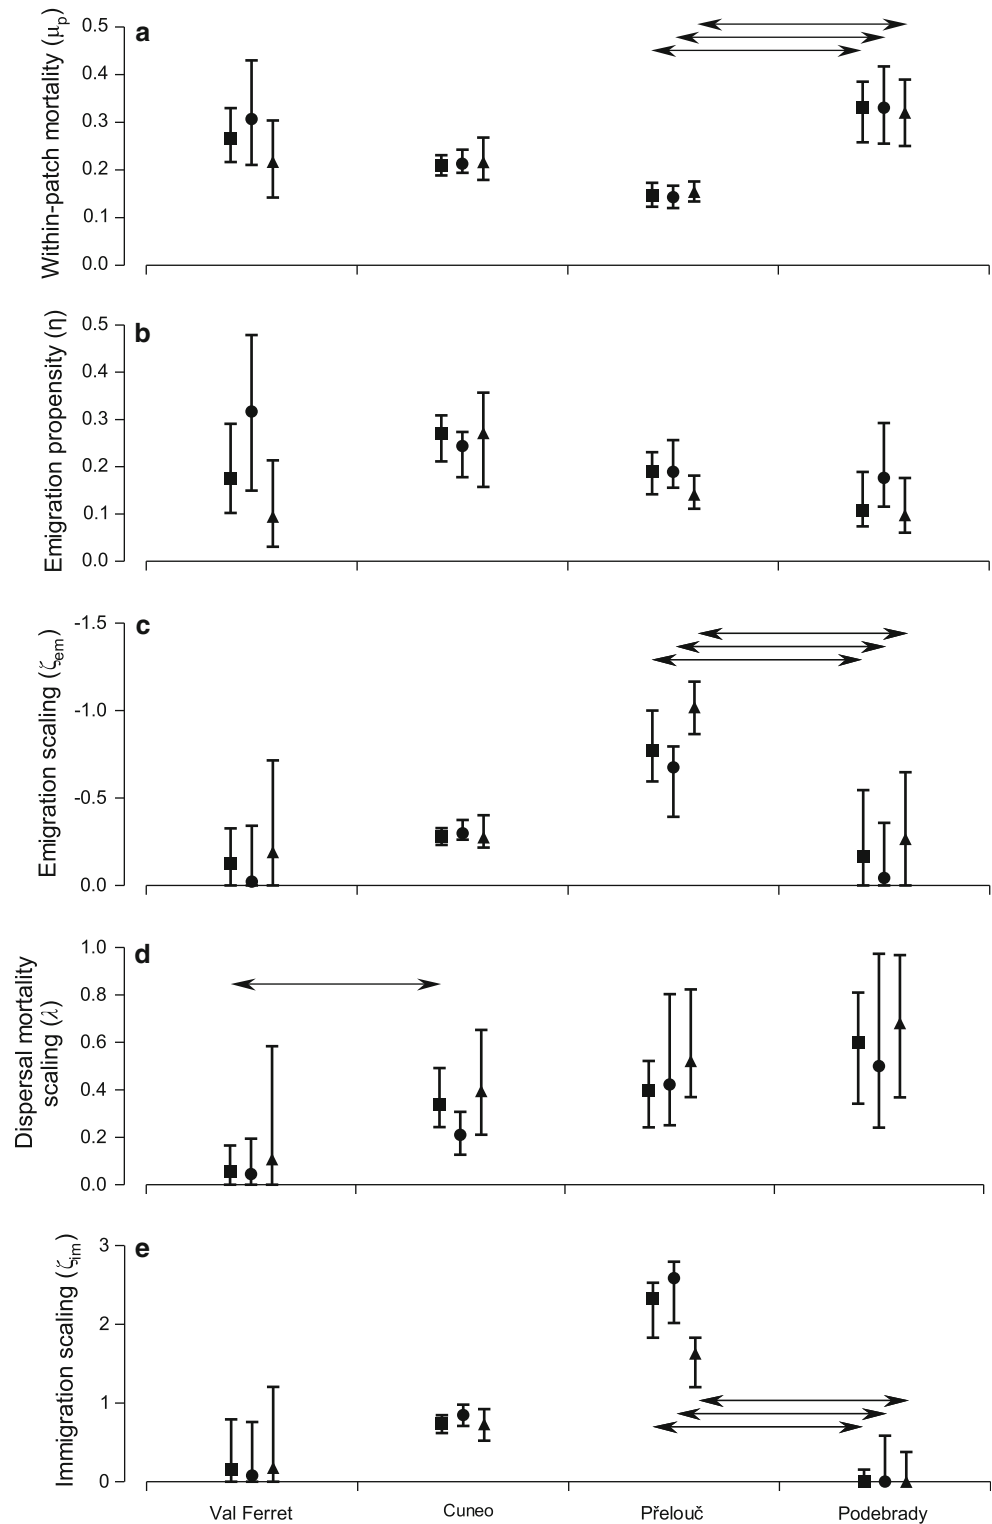 Within-patch mortality (μp)
a
0.5
0.4
0.3
0.2
0.1
0.0
Emigration propensity (η)
b
0.5
0.4
0.3
0.2
0.1
0.0
Emigration scaling (ζem)
c
-1.5
-1.0
-0.5
0.0
Dispersal mortality
scaling (λ)
d
1.0
0.8
0.6
0.4
0.2
0.0
Immigration scaling (ζim)
e
3
2
1
0
Val Ferret
Cuneo
Přelouč
Podebrady